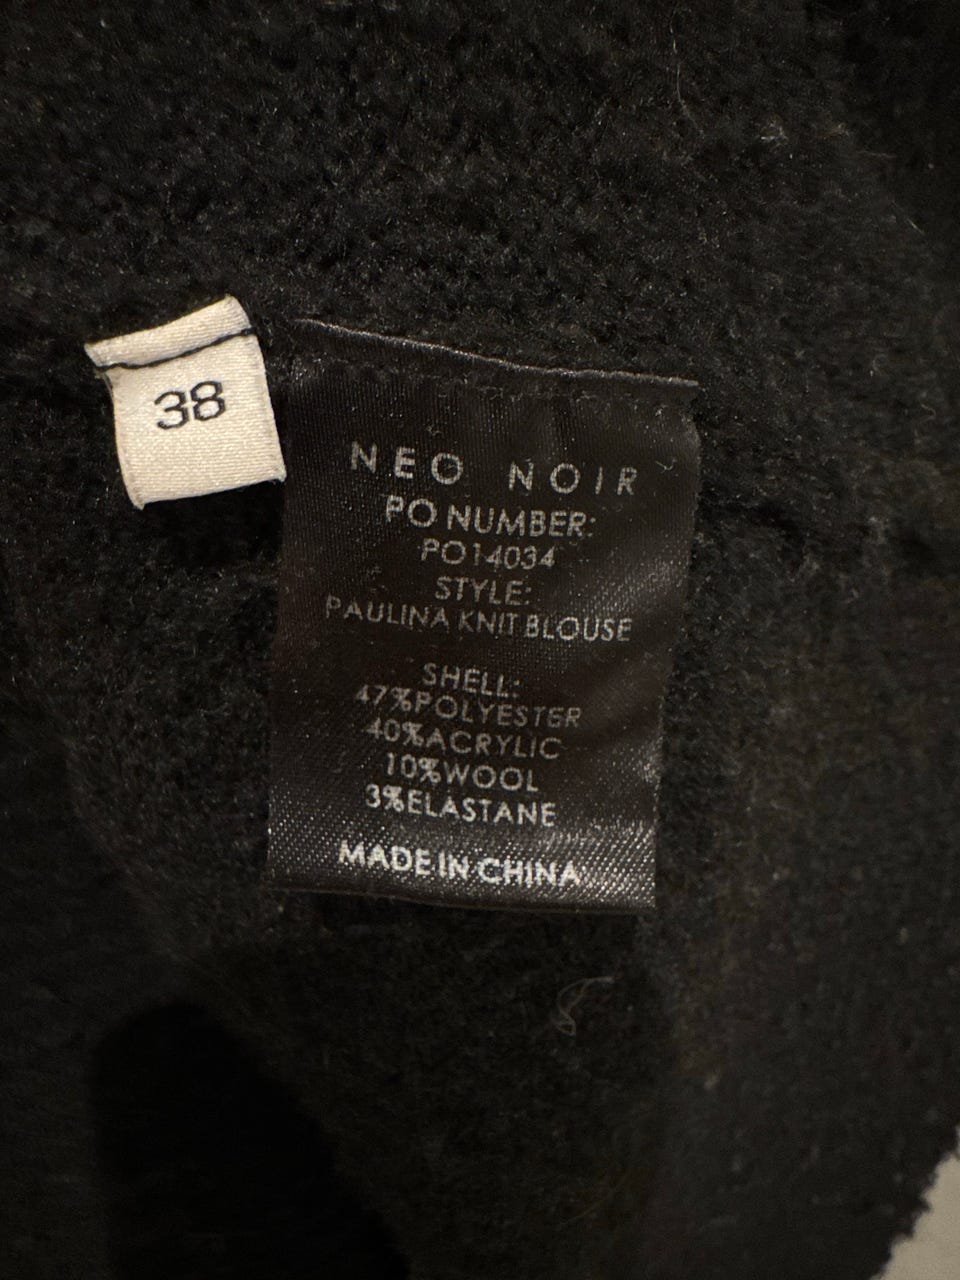 38
NEO NOIR
PO NUMBER:
PO14034
STYLE:
PAULINA KNIT BLOUSE
SHELL:
47%POLYESTER
40%ACRYLIC
10%WOOL
3%ELASTANE
MADE IN CHINA